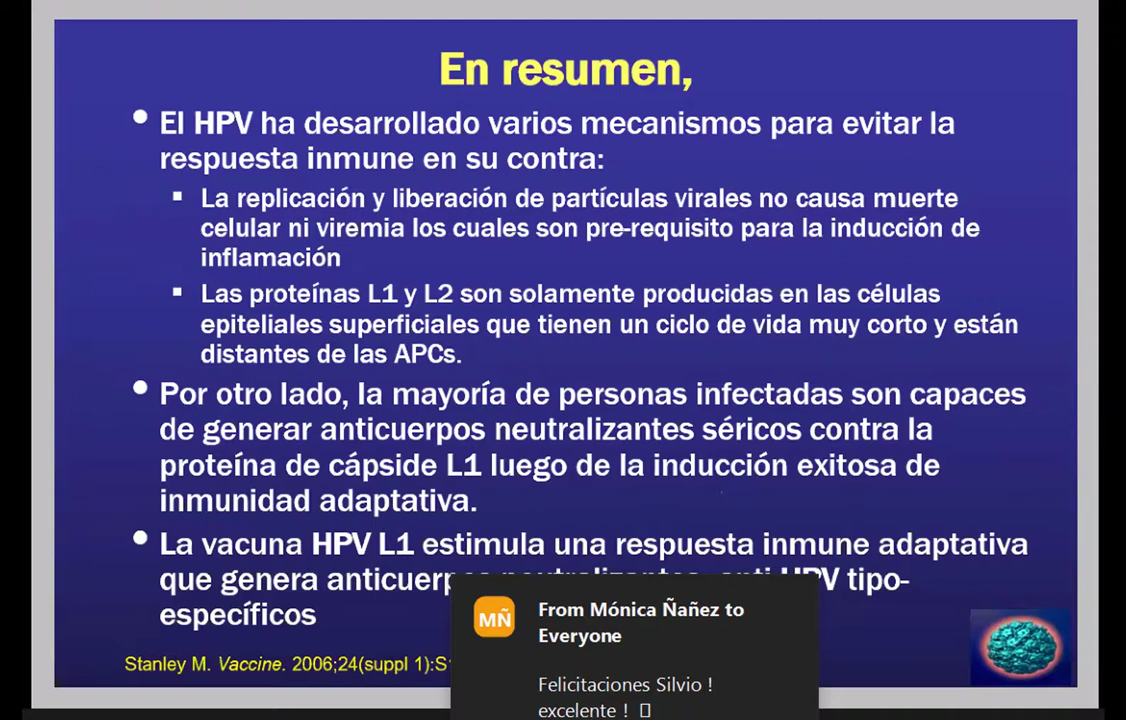 En resumen,
• El HPV ha desarrollado varios mecanismos para evitar la
respuesta inmune en su contra:
▪ La replicación y liberación de partículas virales no causa muerte
celular ni viremia los cuales son pre-requisito para la inducción de
inflamación
▪ Las proteínas L1 y L2 son solamente producidas en las células
epiteliales superficiales que tienen un ciclo de vida muy corto y están
distantes de las APCs.
• Por otro lado, la mayoría de personas infectadas son capaces
de generar anticuerpos neutralizantes séricos contra la
proteína de cápside L1 luego de la inducción exitosa de
inmunidad adaptativa.
• La vacuna HPV L1 estimula una respuesta inmune adaptativa
que genera HPV tipo-
específicos
Stanley M. Vaccine. 2006;24(suppl 1):S
MÑ
From Mónica Ñañez to
Everyone
Felicitaciones Silvio !
excelente !